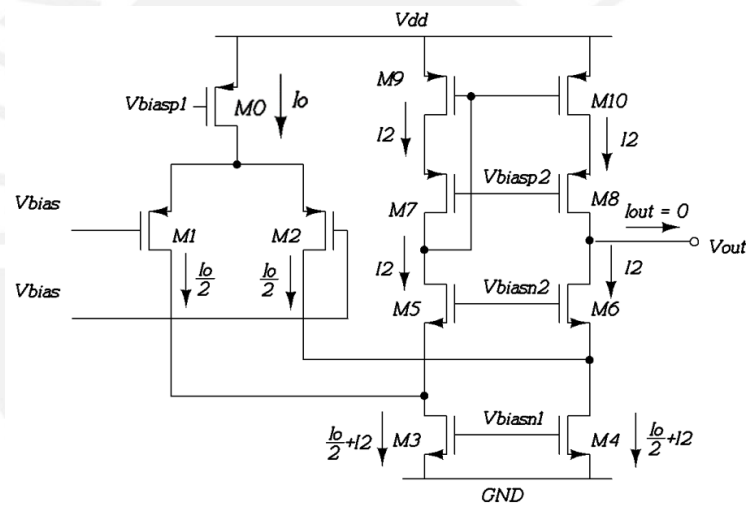 Vdd
M9
Vbiasp1
M0
Io
M10
I2
I2
Vbiasp2
M7
M8
Vbias
Iout = 0
M1
M2
Vout
Io/2
Io/2
I2
I2
Vbias
Vbiasn2
M5
M6
Vbiasn1
Io/2+I2
M3
M4
Io/2+I2
GND